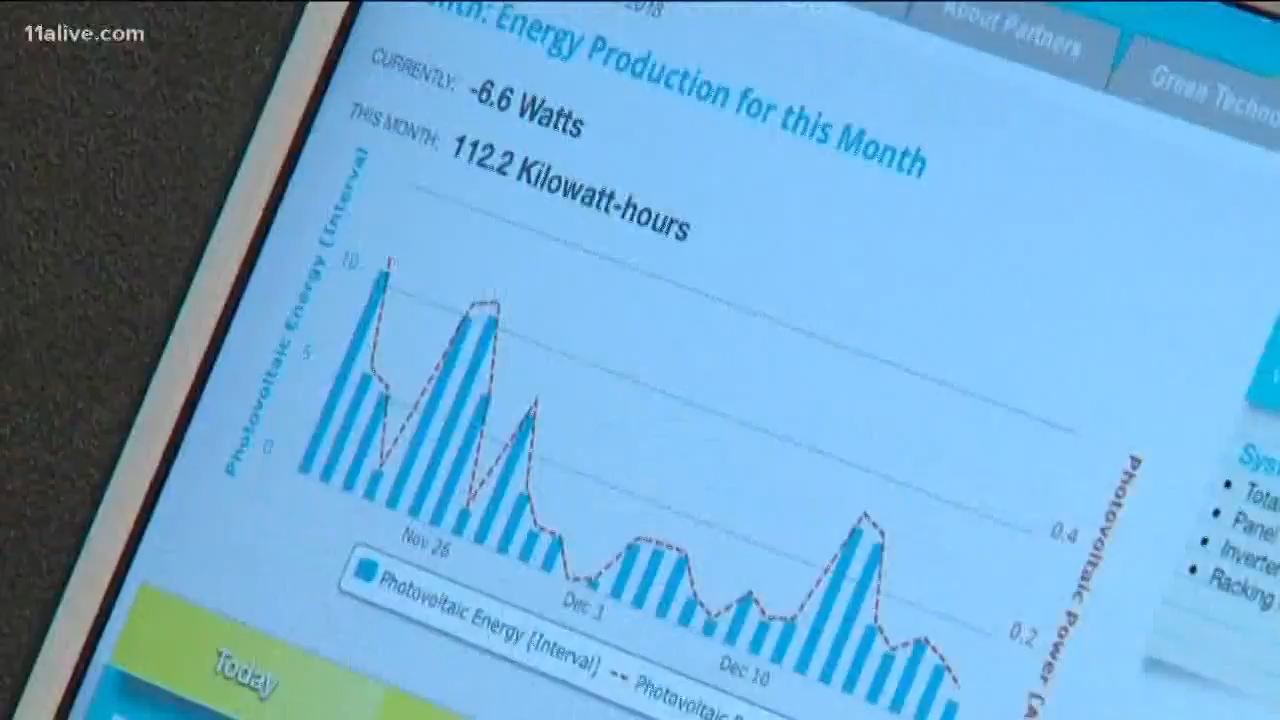 11alive.com
2018
About Partners
Green Techno
nth: Energy Production for this Month
CURRENTLY: -6.6 Watts
THIS MONTH: 112.2 Kilowatt-hours
Photovoltaic Energy [Interval]
10
5
0
Nov 26
Dec 3
Dec 10
0.4
0.2
Photovoltaic Power [A
Photovoltaic Energy [Interval] -- Photovoltaic P
Today
Sys
• Tota
• Panel
• Inverte
• Racking